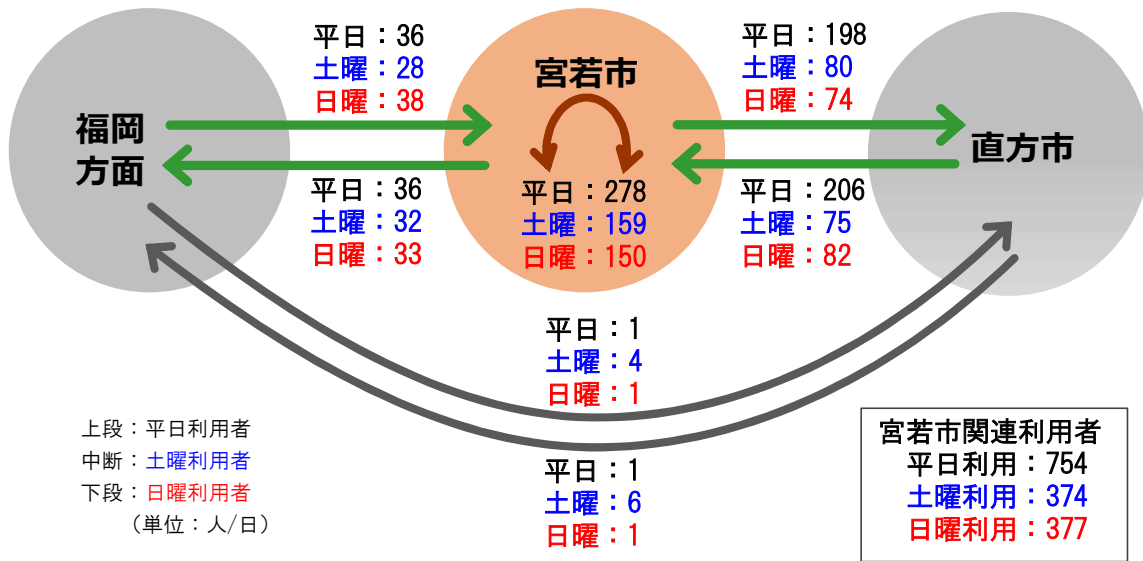 平日：36
土曜：28
日曜：38
宮若市
平日：198
土曜：80
日曜：74
福岡
方面
直方市
平日：36
土曜：32
日曜：33
平日：278
土曜：159
日曜：150
平日：206
土曜：75
日曜：82
平日：1
土曜：4
日曜：1
上段：平日利用者
中断：土曜利用者
下段：日曜利用者
（単位：人/日）
平日：1
土曜：6
日曜：1
宮若市関連利用者
平日利用：754
土曜利用：374
日曜利用：377